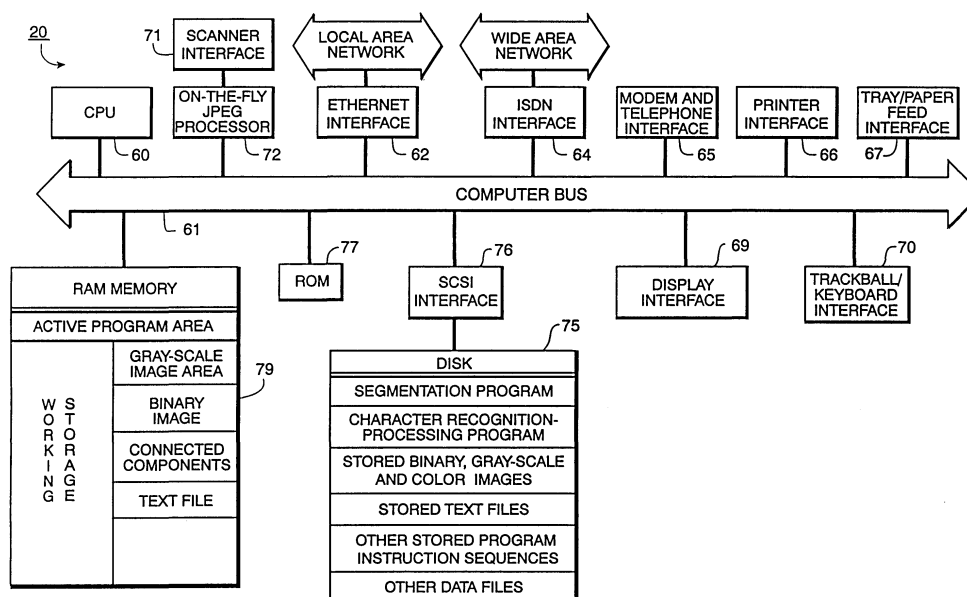 20
71
SCANNER
INTERFACE
LOCAL AREA
NETWORK
WIDE AREA
NETWORK
CPU
ON-THE-FLY
JPEG
PROCESSOR
ETHERNET
INTERFACE
ISDN
INTERFACE
MODEM AND
TELEPHONE
INTERFACE
PRINTER
INTERFACE
TRAY/PAPER
FEED
INTERFACE
60
72
62
64
65
66
67
COMPUTER BUS
61
77
76
69
70
RAM MEMORY
ROM
SCSI
INTERFACE
DISPLAY
INTERFACE
TRACKBALL/
KEYBOARD
INTERFACE
ACTIVE PROGRAM AREA
WORKING
STORAGE
GRAY-SCALE
IMAGE AREA
79
BINARY
IMAGE
CONNECTED
COMPONENTS
TEXT FILE
75
DISK
SEGMENTATION PROGRAM
CHARACTER RECOGNITION-
PROCESSING PROGRAM
STORED BINARY, GRAY-SCALE
AND COLOR IMAGES
STORED TEXT FILES
OTHER STORED PROGRAM
INSTRUCTION SEQUENCES
OTHER DATA FILES